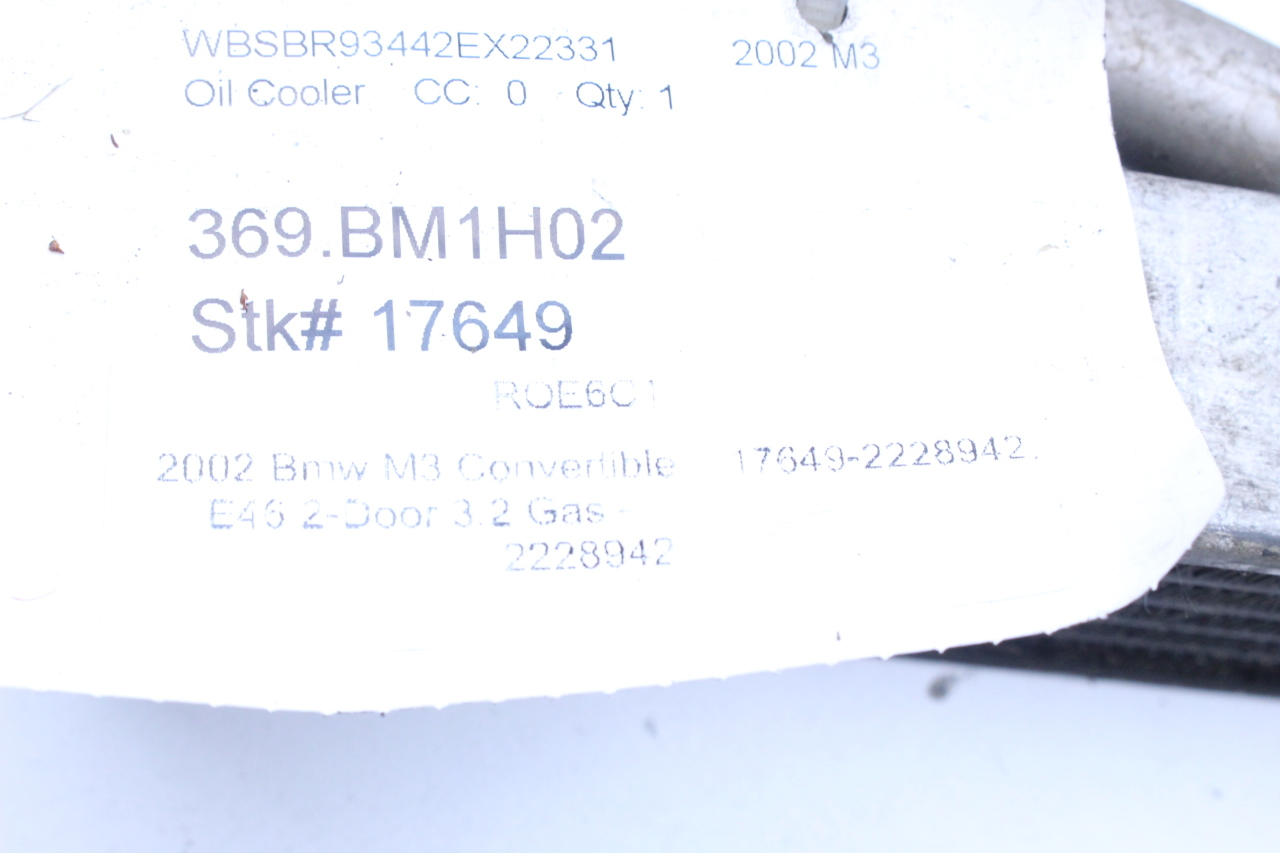 WBSBR93442EX22331 2002 M3
Oil Cooler CC: 0 Qty: 1
369.BM1H02
Stk# 17649
2002 Bmw M3 Convertible 17649-2228942.
E46 2-Door 3.2 Gas -
2228942